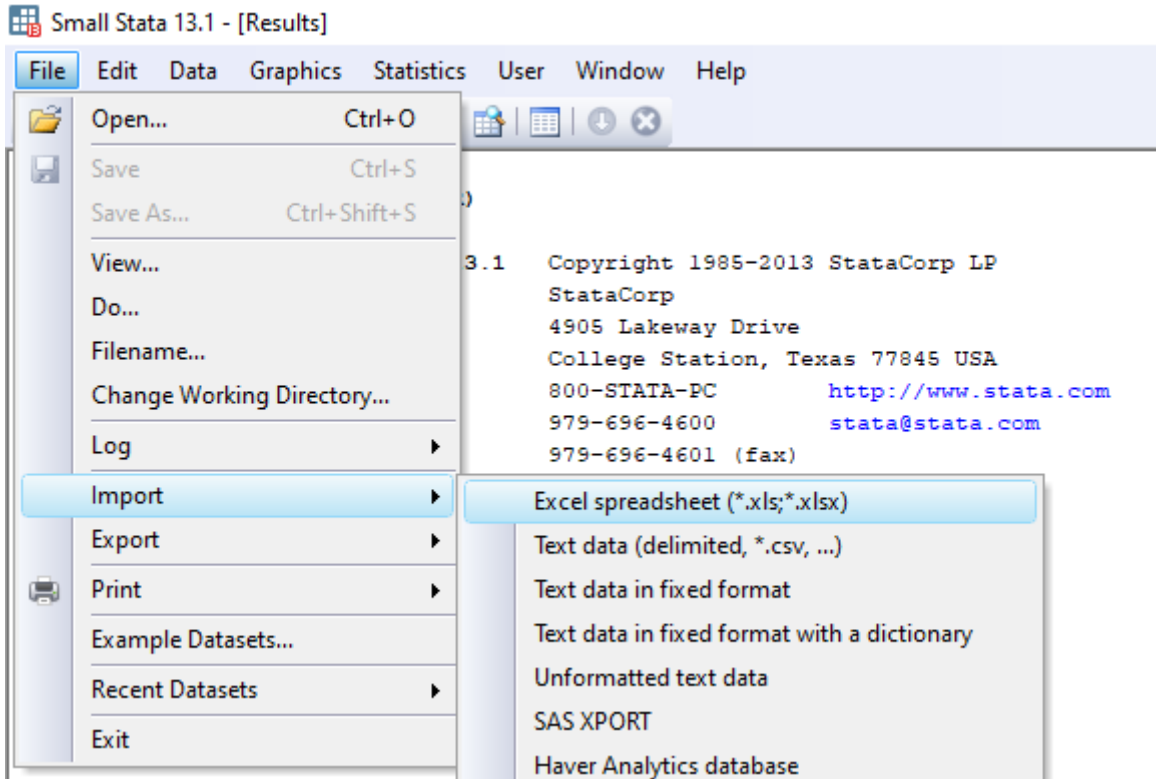 Small Stata 13.1 - [Results]
File Edit Data Graphics Statistics User Window Help
Open... Ctrl+O
Save Ctrl+S
Save As... Ctrl+Shift+S
View...
Do...
Filename...
Change Working Directory...
Log
Import
Export
Print
Example Datasets...
Recent Datasets
Exit
3.1 Copyright 1985-2013 StataCorp LP
StataCorp
4905 Lakeway Drive
College Station, Texas 77845 USA
800-STATA-PC http://www.stata.com
979-696-4600 stata@stata.com
979-696-4601 (fax)
Excel spreadsheet (*.xls;*.xlsx)
Text data (delimited, *.csv, ...)
Text data in fixed format
Text data in fixed format with a dictionary
Unformatted text data
SAS XPORT
Haver Analytics database